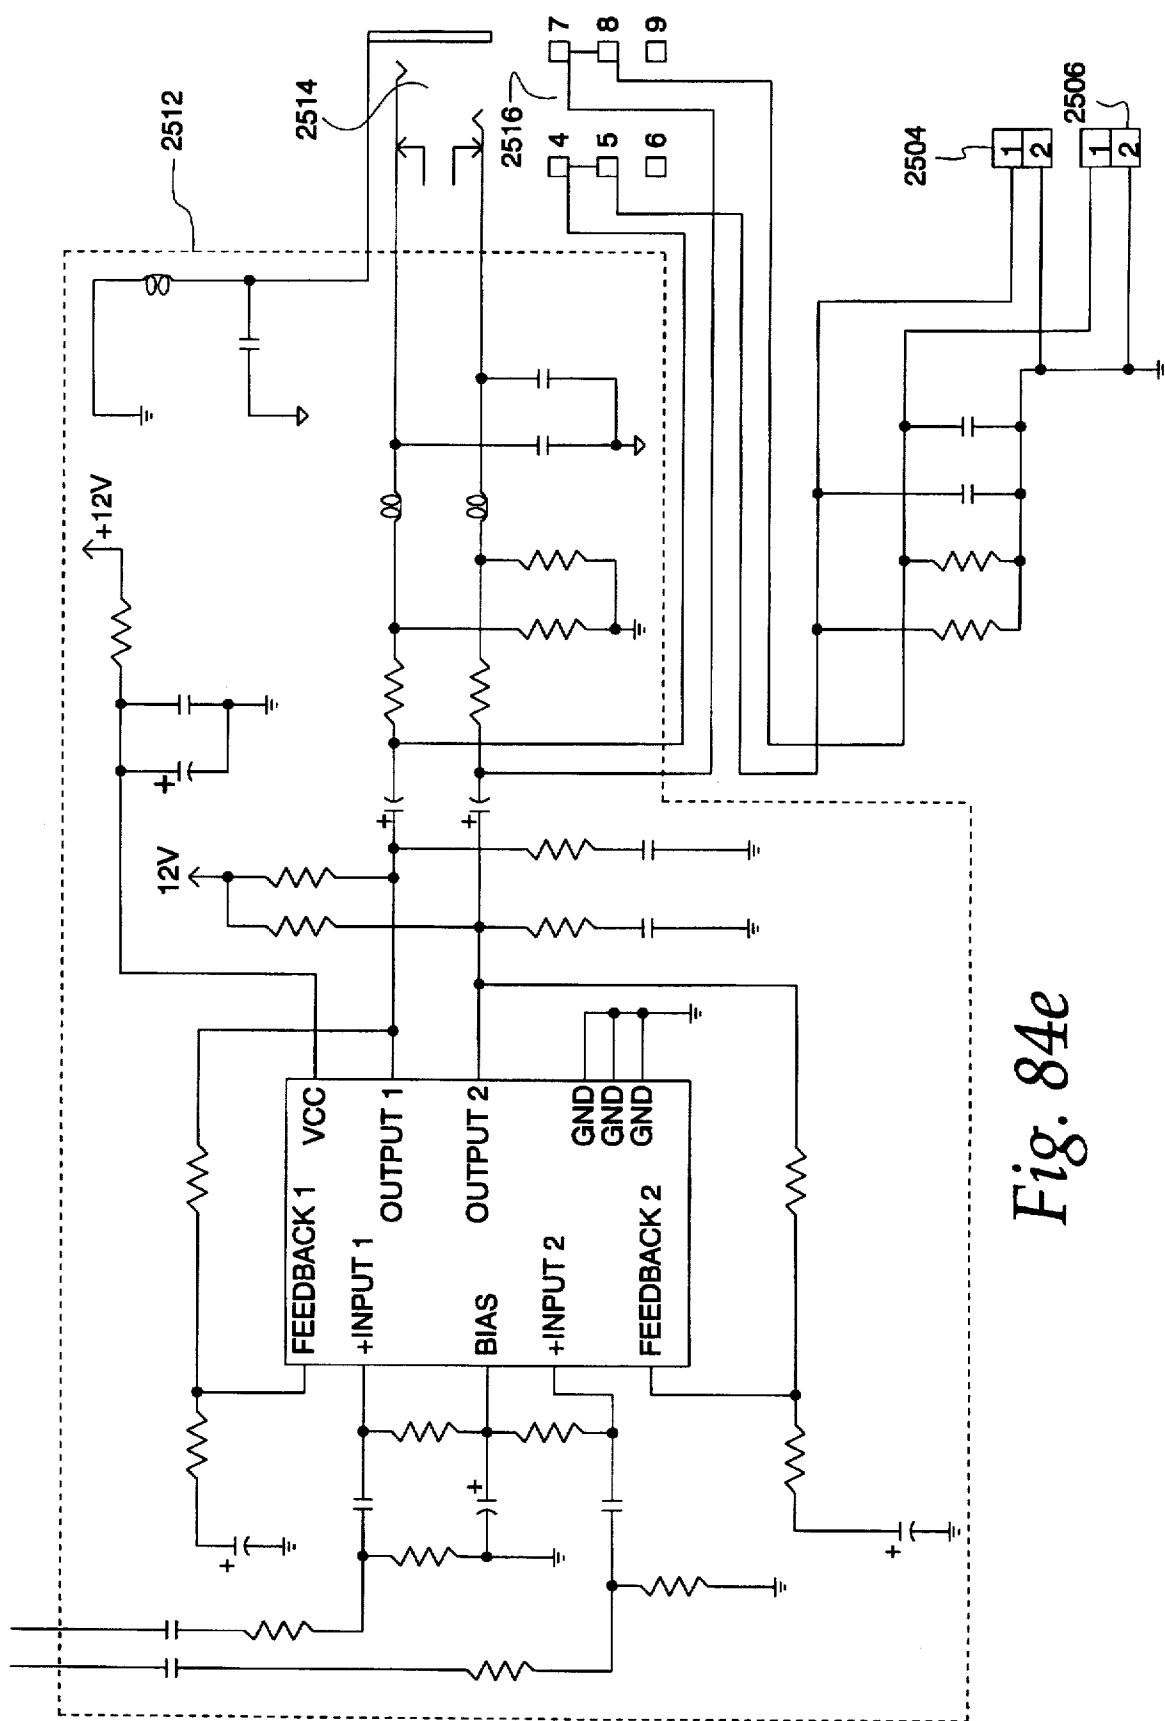 2512
+12V
12V
2514
2516
7
8
9
4
5
6
2504
1
2
2506
1
2
FEEDBACK 1
VCC
+INPUT 1
OUTPUT 1
BIAS
OUTPUT 2
+INPUT 2
GND
GND
GND
FEEDBACK 2
+
+
+
+
+
+
+
Fig. 84e